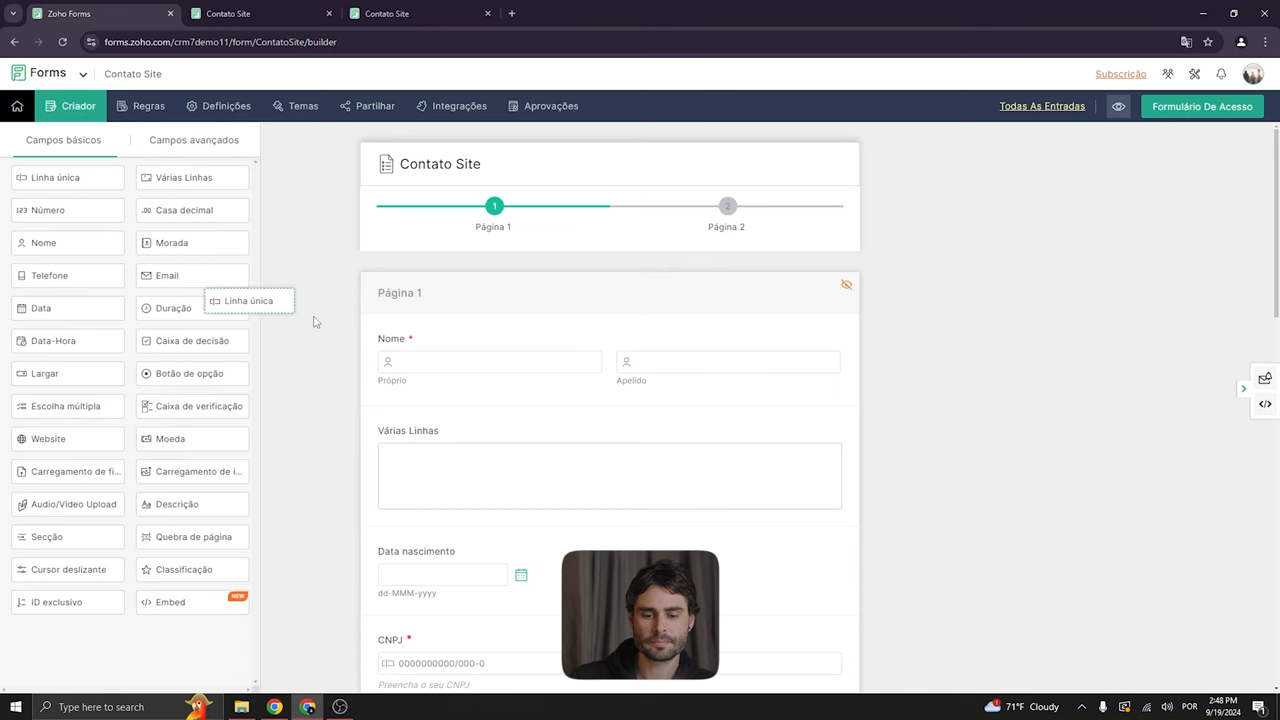 Zoho Forms
Contato Site
Contato Site
forms.zoho.com/crm7demo11/form/ContatoSite/builder
Forms
Contato Site
Subscrição
Criador
Regras
Definições
Temas
Partilhar
Integrações
Aprovações
Todas As Entradas
Formulário De Acesso
Campos básicos
Campos avançados
Linha única
Várias Linhas
123 Número
.00 Casa decimal
Nome
Morada
Telefone
Email
Data
Duração
Linha única
Data-Hora
Caixa de decisão
Largar
Botão de opção
Escolha múltipla
Caixa de verificação
Website
Moeda
Carregamento de fi...
Carregamento de i...
Audio/Video Upload
Descrição
Secção
Quebra de página
Cursor deslizante
Classificação
ID exclusivo
Embed
NEW
Contato Site
1
2
Página 1
Página 2
Página 1
Nome *
Próprio
Apelido
Várias Linhas
Data nascimento
dd-MMM-yyyy
CNPJ *
0000000000/000-0
Preencha o seu CNPJ
Type here to search
71°F Cloudy
POR
2:48 PM
9/19/2024